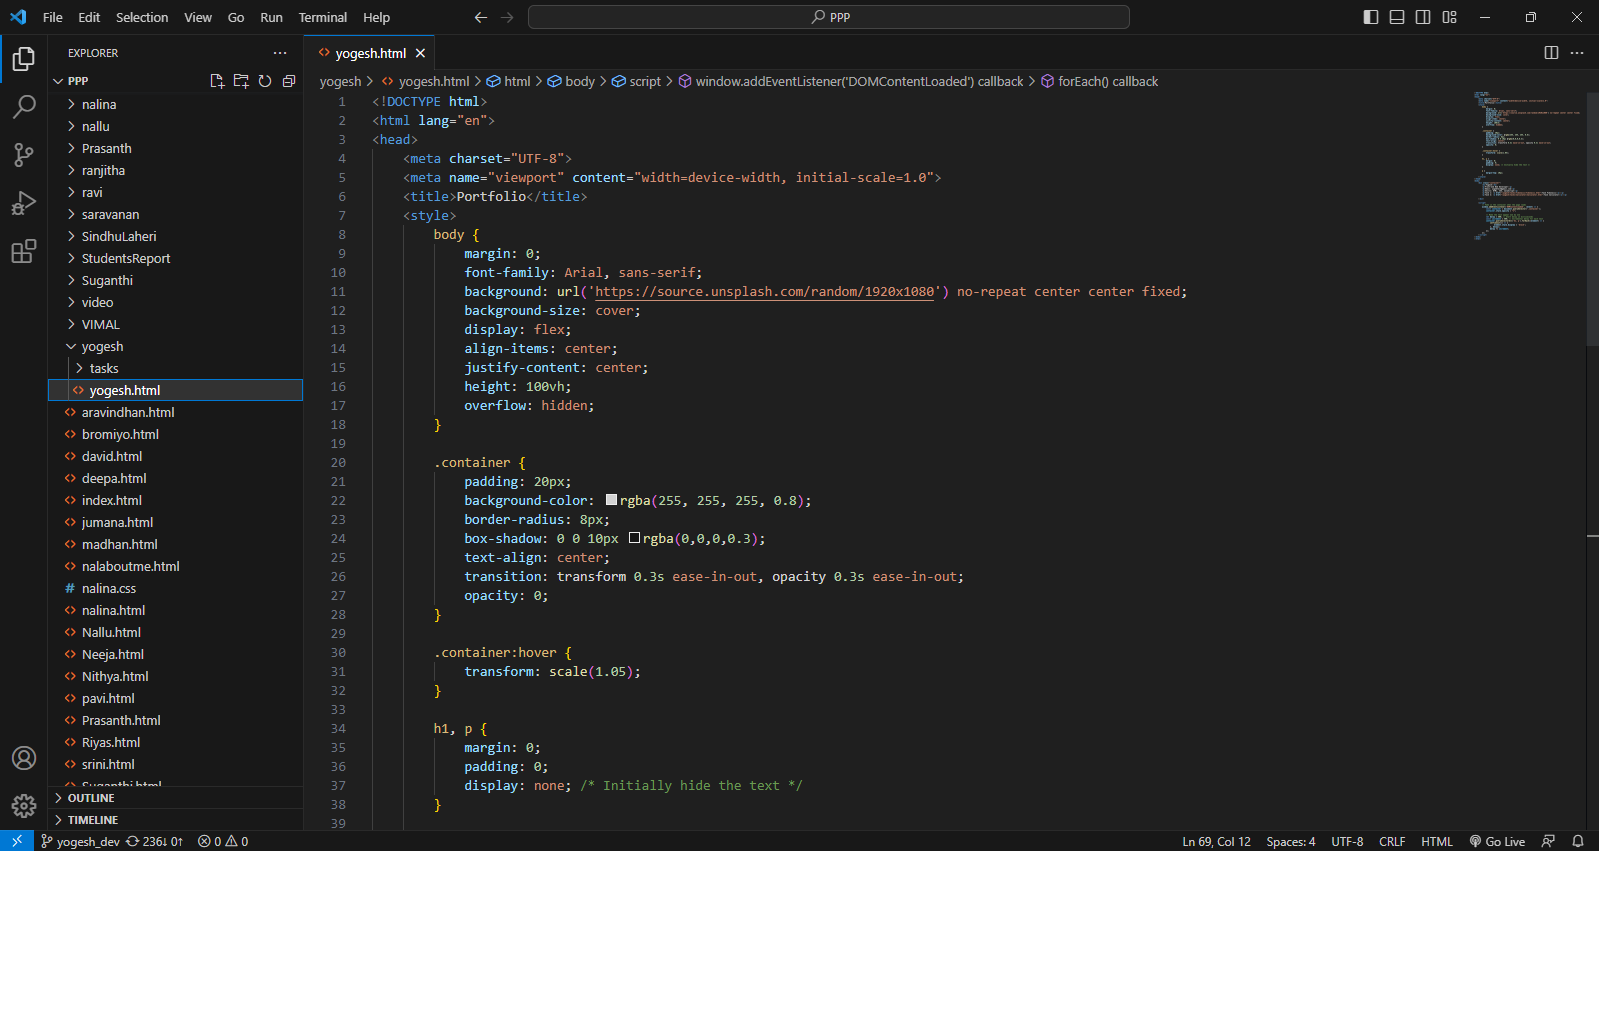 File Edit Selection View Go Run Terminal Help PPP
EXPLORER
PPP
nalina
nallu
Prasanth
ranjitha
ravi
saravanan
SindhuLaheri
StudentsReport
Suganthi
video
VIMAL
yogesh
tasks
yogesh.html
aravindhan.html
bromiyo.html
david.html
deepa.html
index.html
jumana.html
madhan.html
nalaboutme.html
nalina.css
nalina.html
Nallu.html
Neeja.html
Nithya.html
pavi.html
Prasanth.html
Riyas.html
srini.html
Suganthi.html
OUTLINE
TIMELINE
yogesh.html
yogesh > yogesh.html > html > body > script > window.addEventListener('DOMContentLoaded') callback > forEach() callback
1 <!DOCTYPE html>
2 <html lang="en">
3 <head>
4 <meta charset="UTF-8">
5 <meta name="viewport" content="width=device-width, initial-scale=1.0">
6 <title>Portfolio</title>
7 <style>
8 body {
9 margin: 0;
10 font-family: Arial, sans-serif;
11 background: url('https://source.unsplash.com/random/1920x1080') no-repeat center center fixed;
12 background-size: cover;
13 display: flex;
14 align-items: center;
15 justify-content: center;
16 height: 100vh;
17 overflow: hidden;
18 }
19
20 .container {
21 padding: 20px;
22 background-color: rgba(255, 255, 255, 0.8);
23 border-radius: 8px;
24 box-shadow: 0 0 10px rgba(0,0,0,0.3);
25 text-align: center;
26 transition: transform 0.3s ease-in-out, opacity 0.3s ease-in-out;
27 opacity: 0;
28 }
29
30 .container:hover {
31 transform: scale(1.05);
32 }
33
34 h1, p {
35 margin: 0;
36 padding: 0;
37 display: none; /* Initially hide the text */
38 }
39
yogesh_dev 236↓ 0↑ 0 0 Ln 69, Col 12 Spaces: 4 UTF-8 CRLF HTML Go Live